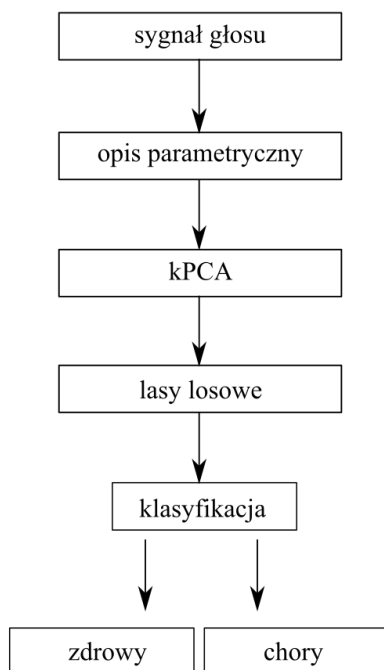 sygnał głosu
opis parametryczny
kPCA
lasy losowe
klasyfikacja
zdrowy
chory